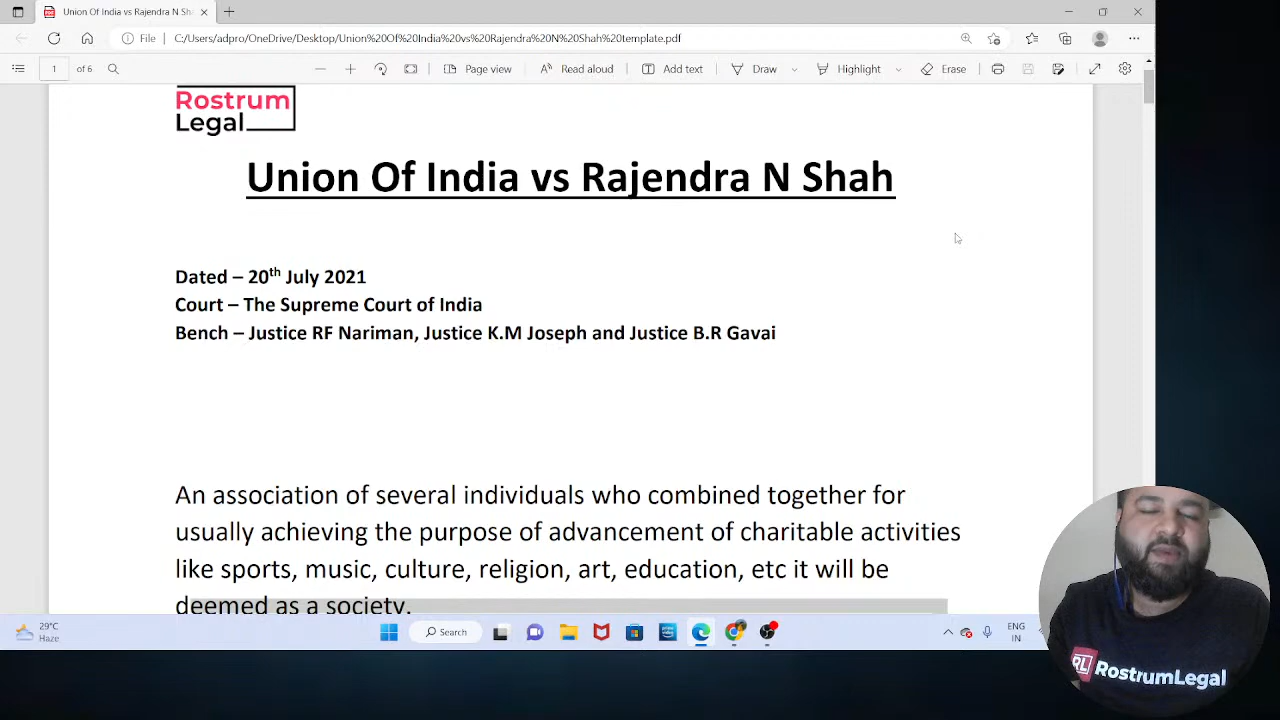 Union Of India vs Rajendra N Sha
File
C:/Users/adpro/OneDrive/Desktop/Union%20Of%20India%20vs%20Rajendra%20N%20Shah%20template.pdf
1 of 6
Page view
Read aloud
Add text
Draw
Highlight
Erase
Rostrum
Legal
Union Of India vs Rajendra N Shah
Dated – 20th July 2021
Court – The Supreme Court of India
Bench – Justice RF Nariman, Justice K.M Joseph and Justice B.R Gavai
An association of several individuals who combined together for
usually achieving the purpose of advancement of charitable activities
like sports, music, culture, religion, art, education, etc it will be
deemed as a society.
29°C
Haze
Search
ENG
IN
RL RostrumLegal